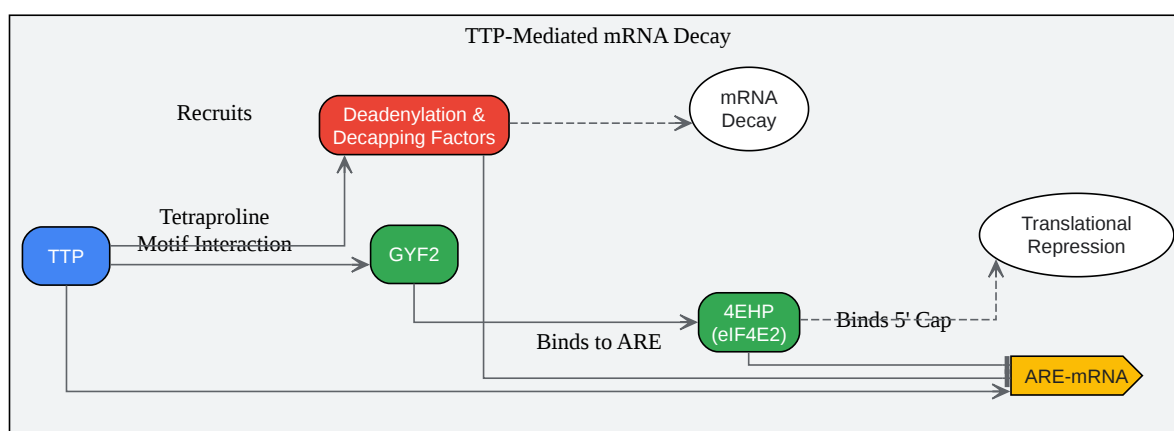 TTP-Mediated mRNA Decay
Recruits
Deadenylation &
Decapping Factors
mRNA
Decay
Tetraproline
Motif Interaction
TTP
GYF2
Translational
Repression
4EHP
(eIF4E2)
Binds 5' Cap
Binds to ARE
ARE-mRNA